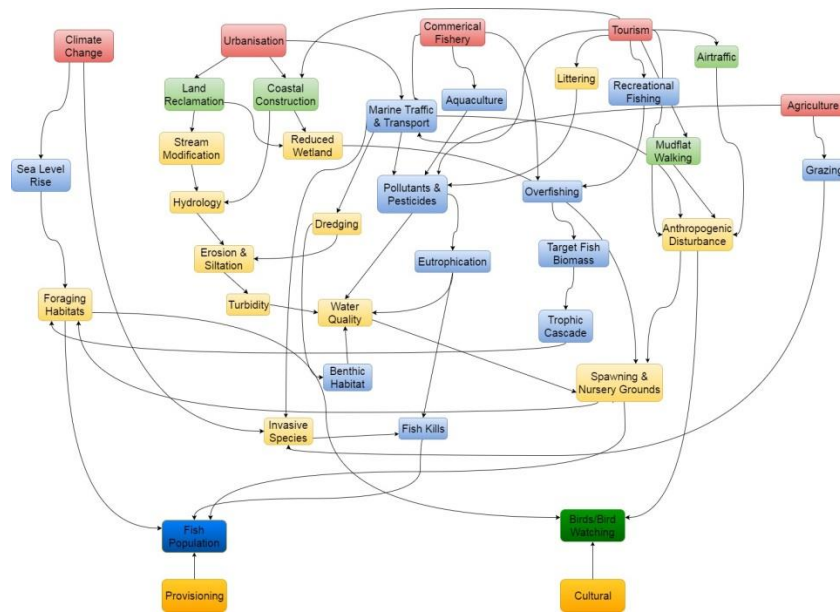 Climate
Change
Urbanisation
Commerical
Fishery
Tourism
Airtraffic
Land
Reclamation
Coastal
Construction
Marine Traffic
& Transport
Aquaculture
Littering
Recreational
Fishing
Agriculture
Stream
Modification
Reduced
Wetland
Mudflat
Walking
Sea Level
Rise
Grazing
Hydrology
Pollutants &
Pesticides
Overfishing
Dredging
Anthropogenic
Disturbance
Erosion &
Siltation
Eutrophication
Target Fish
Biomass
Foraging
Habitats
Turbidity
Water
Quality
Trophic
Cascade
Benthic
Habitat
Spawning &
Nursery Grounds
Invasive
Species
Fish Kills
Fish
Population
Birds/Bird
Watching
Provisioning
Cultural